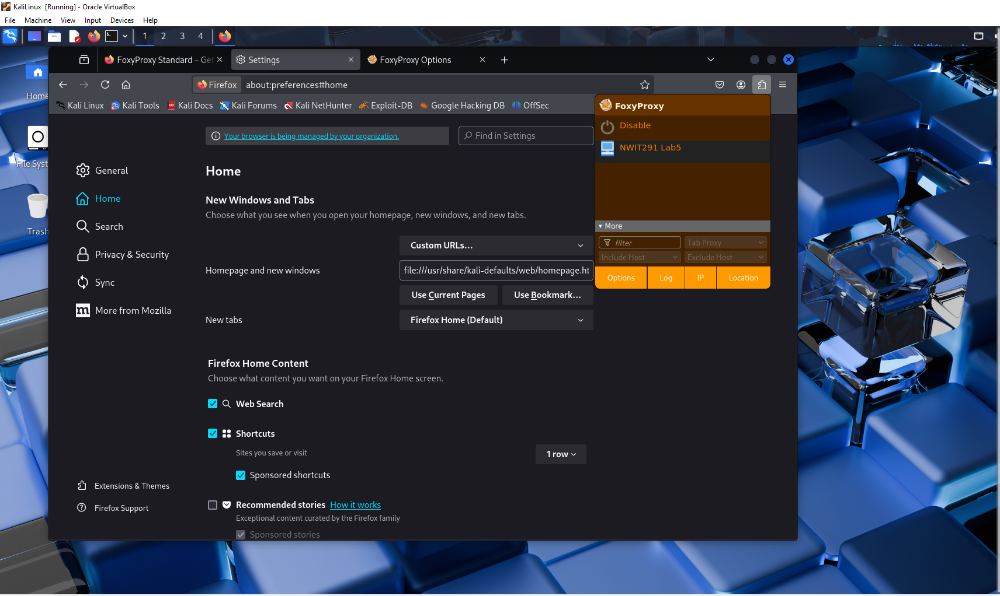 KaliLinux [Running] - Oracle VirtualBox
File Machine View Input Devices Help
1 2 3 4
FoxyProxy Standard – Get
Settings
FoxyProxy Options
Firefox about:preferences#home
Kali Linux Kali Tools Kali Docs Kali Forums Kali NetHunter Exploit-DB Google Hacking DB OffSec
Home
File Syst
Trash
Your browser is being managed by your organization.
Find in Settings
General
Home
Search
Privacy & Security
Sync
More from Mozilla
Extensions & Themes
Firefox Support
Home
New Windows and Tabs
Choose what you see when you open your homepage, new windows, and new tabs.
Custom URLs...
Homepage and new windows
file:///usr/share/kali-defaults/web/homepage.ht
Use Current Pages Use Bookmark...
New tabs Firefox Home (Default)
Firefox Home Content
Choose what content you want on your Firefox Home screen.
Web Search
Shortcuts
Sites you save or visit
1 row
Sponsored shortcuts
Recommended stories How it works
Exceptional content curated by the Firefox family
Sponsored stories
FoxyProxy
Disable
NWIT291 Lab5
More
filter Tab Proxy
Include Host Exclude Host
Options Log IP Location